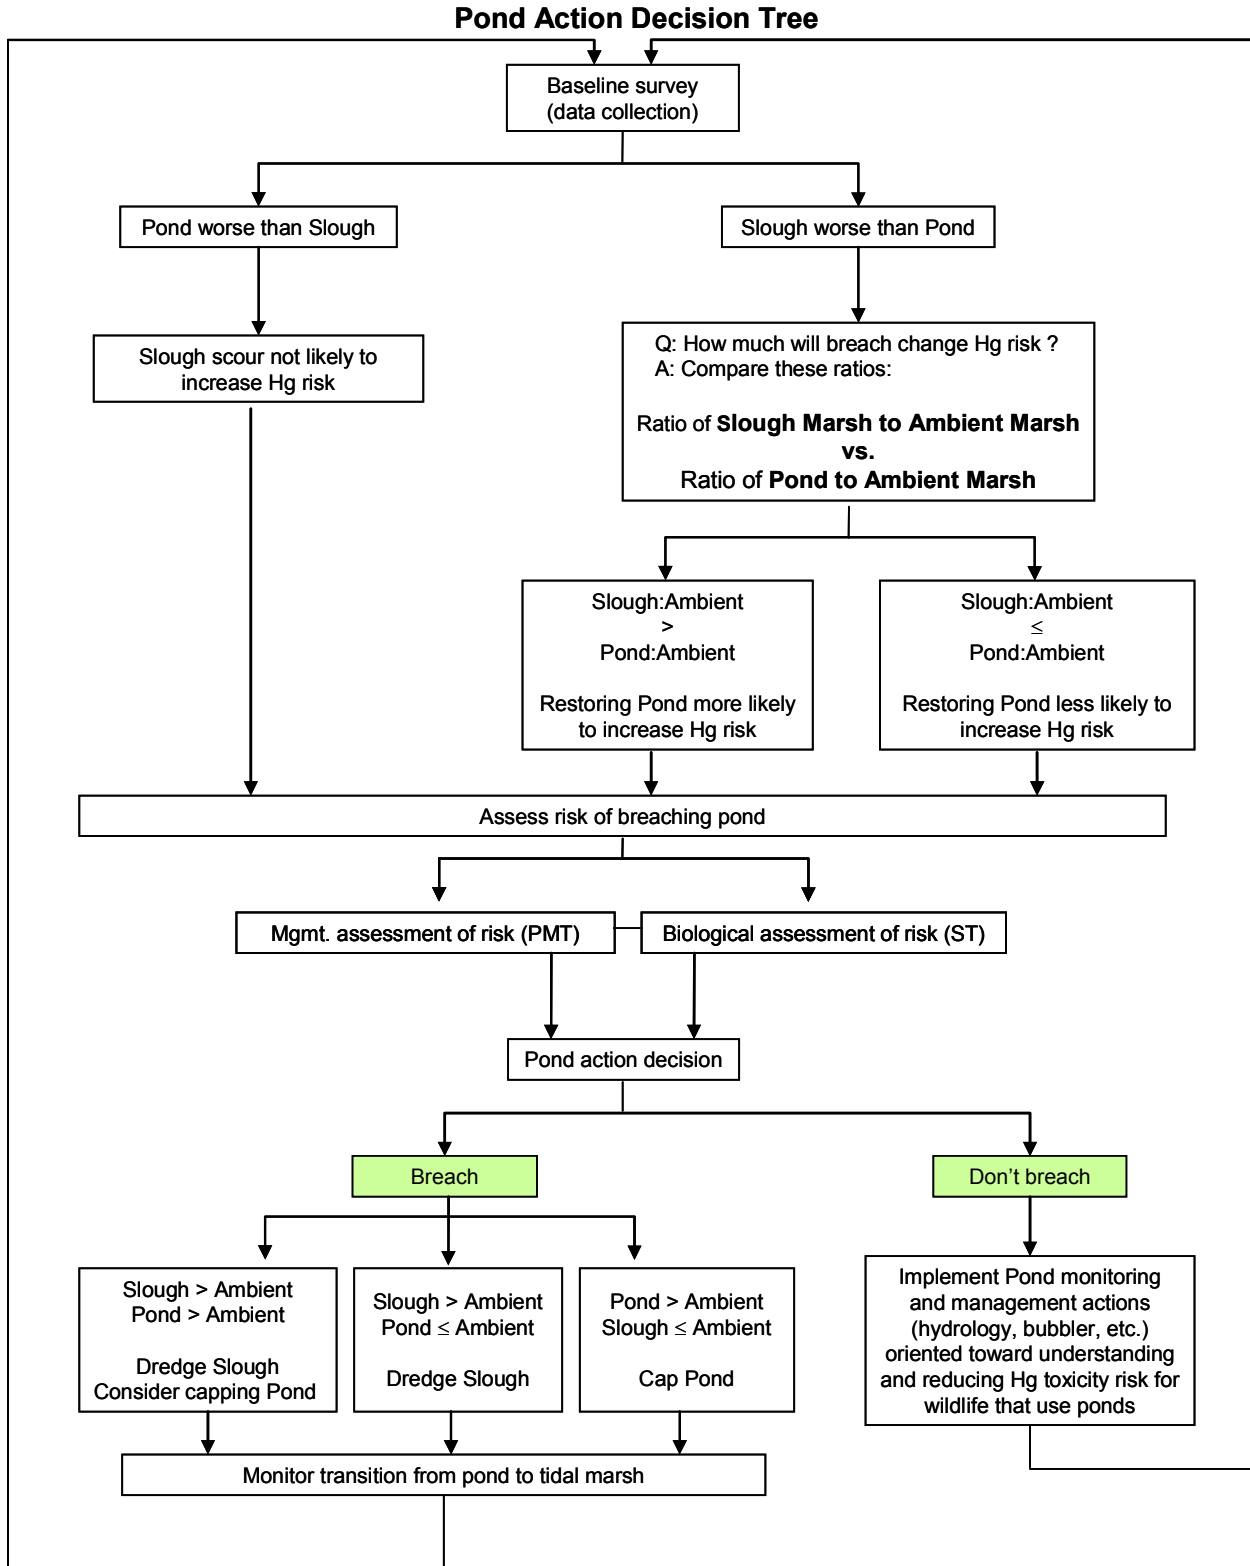 Pond Action Decision Tree
Baseline survey
(data collection)
Pond worse than Slough
Slough worse than Pond
Slough scour not likely to
increase Hg risk
Q: How much will breach change Hg risk ?
A: Compare these ratios:
Ratio of Slough Marsh to Ambient Marsh
vs.
Ratio of Pond to Ambient Marsh
Slough:Ambient
>
Pond:Ambient
Restoring Pond more likely
to increase Hg risk
Slough:Ambient
≤
Pond:Ambient
Restoring Pond less likely to
increase Hg risk
Assess risk of breaching pond
Mgmt. assessment of risk (PMT)
Biological assessment of risk (ST)
Pond action decision
Breach
Don’t breach
Slough > Ambient
Pond > Ambient
Dredge Slough
Consider capping Pond
Slough > Ambient
Pond ≤ Ambient
Dredge Slough
Pond > Ambient
Slough ≤ Ambient
Cap Pond
Implement Pond monitoring
and management actions
(hydrology, bubbler, etc.)
oriented toward understanding
and reducing Hg toxicity risk for
wildlife that use ponds
Monitor transition from pond to tidal marsh